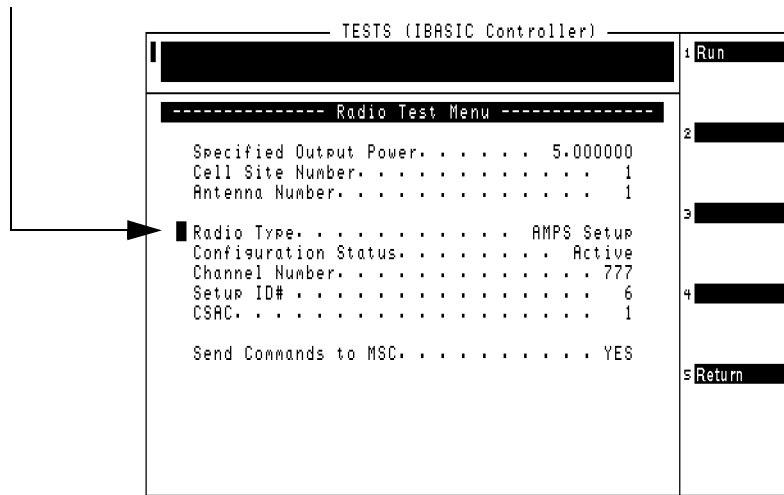 TESTS (IBASIC Controller)
1 Run
--------------- Radio Test Menu ---------------
2
Specified Output Power. . . . . . 5.000000
Cell Site Number. . . . . . . . . . . . 1
Antenna Number. . . . . . . . . . . . . 1
3
Radio Type. . . . . . . . . . . AMPS Setup
Configuration Status. . . . . . . . Active
Channel Number. . . . . . . . . . . . . 777
Setup ID# . . . . . . . . . . . . . . . 6
4
CSAC. . . . . . . . . . . . . . . . . . 1
Send Commands to MSC. . . . . . . . . . YES
5 Return